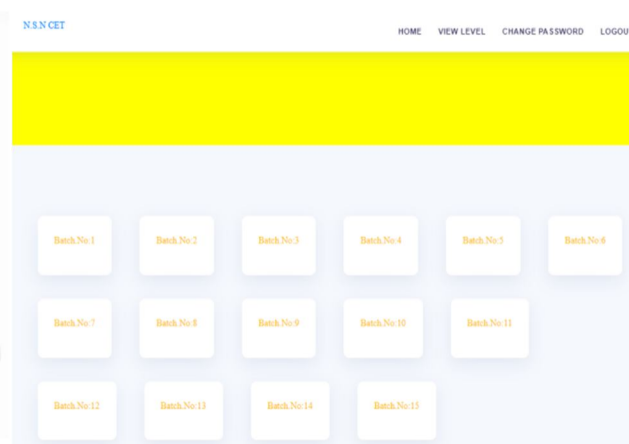 N.S.N CET
HOME VIEW LEVEL CHANGE PASSWORD LOGOU
Batch.No:1 Batch.No:2 Batch.No:3 Batch.No:4 Batch.No:5 Batch.No:6
Batch.No:7 Batch.No:8 Batch.No:9 Batch.No:10 Batch.No:11
Batch.No:12 Batch.No:13 Batch.No:14 Batch.No:15